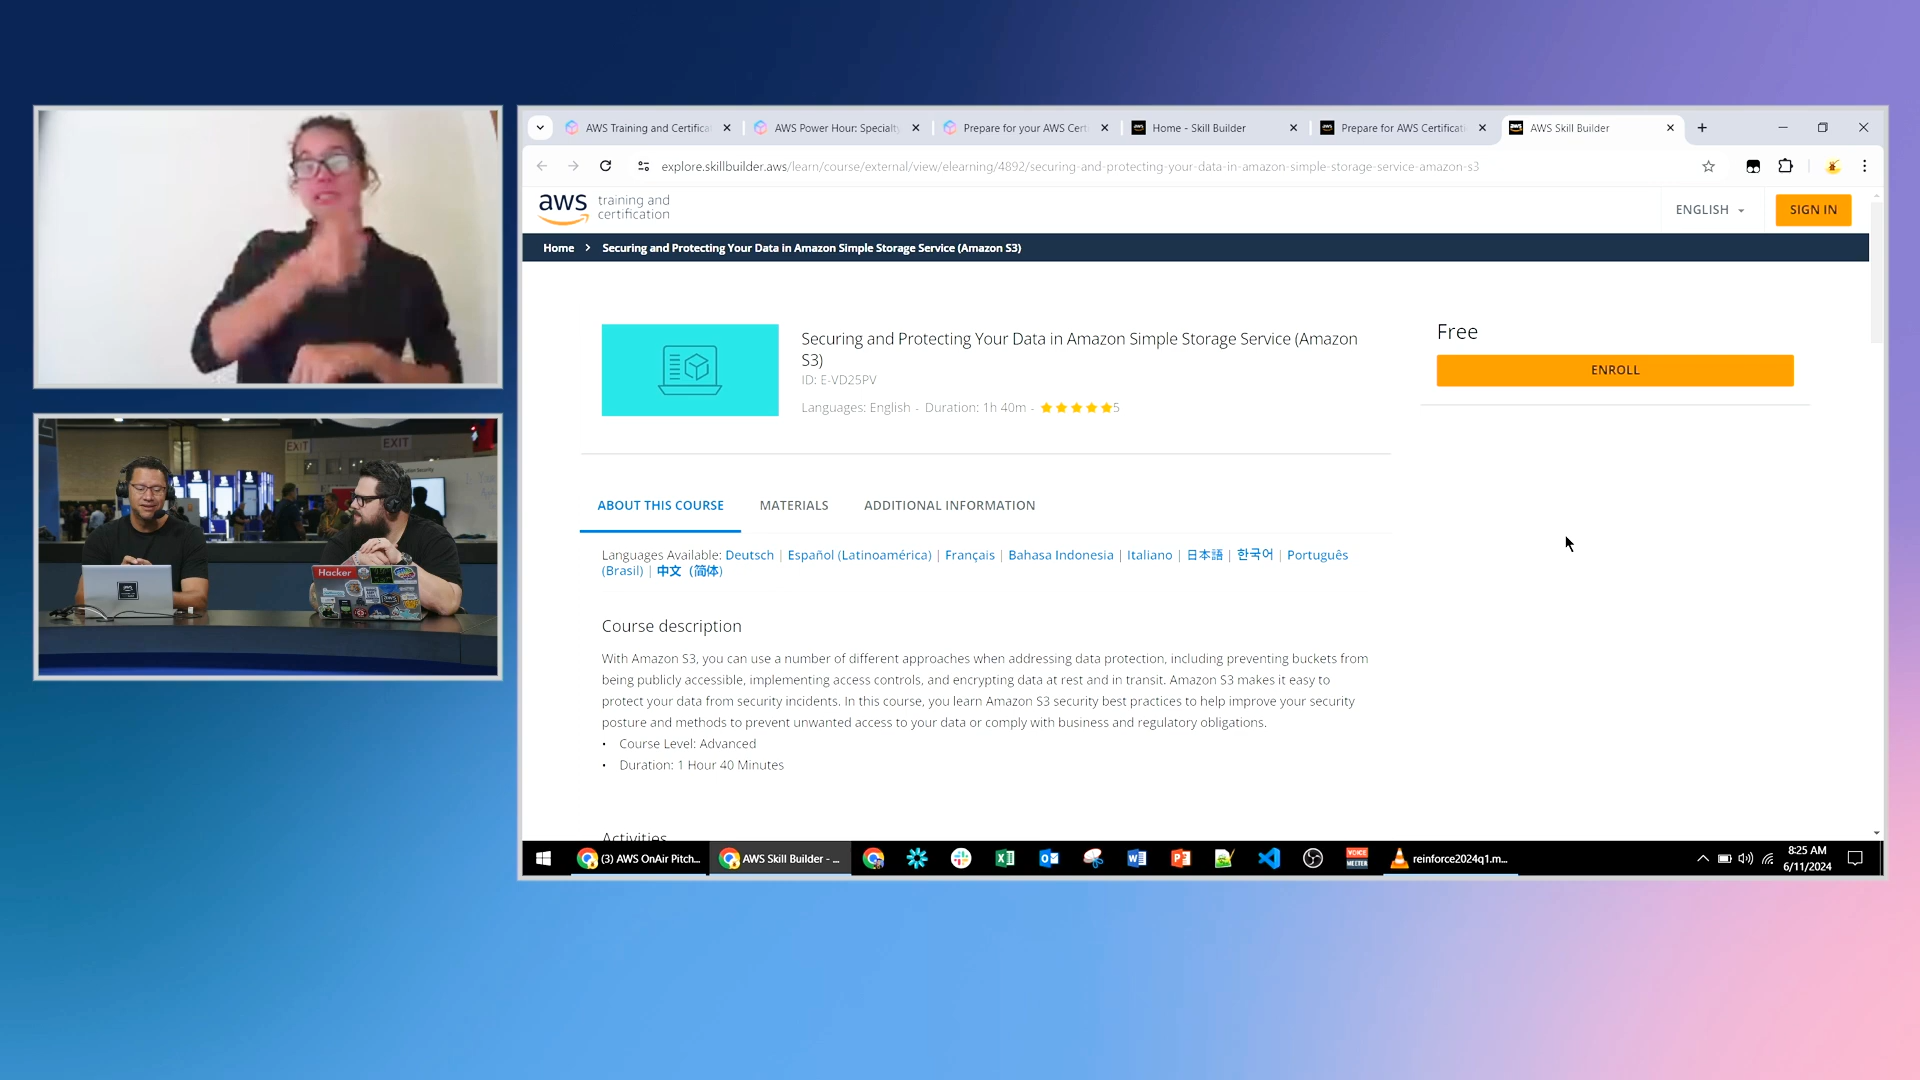 EXIT
EXIT
Hacker
aws
AWS Training and Certifica
AWS Power Hour: Specialty
Prepare for your AWS Cert
Home - Skill Builder
Prepare for AWS Certificati
AWS Skill Builder
explore.skillbuilder.aws/learn/course/external/view/elearning/4892/securing-and-protecting-your-data-in-amazon-simple-storage-service-amazon-s3
aws training and
certification
ENGLISH
SIGN IN
Home > Securing and Protecting Your Data in Amazon Simple Storage Service (Amazon S3)
Securing and Protecting Your Data in Amazon Simple Storage Service (Amazon
S3)
ID: E-VD25PV
Languages: English - Duration: 1h 40m - ★★★★★5
Free
ENROLL
ABOUT THIS COURSE
MATERIALS
ADDITIONAL INFORMATION
Languages Available: Deutsch | Español (Latinoamérica) | Français | Bahasa Indonesia | Italiano | 日本語 | 한국어 | Português
(Brasil) | 中文 (简体)
Course description
With Amazon S3, you can use a number of different approaches when addressing data protection, including preventing buckets from
being publicly accessible, implementing access controls, and encrypting data at rest and in transit. Amazon S3 makes it easy to
protect your data from security incidents. In this course, you learn Amazon S3 security best practices to help improve your security
posture and methods to prevent unwanted access to your data or comply with business and regulatory obligations.
• Course Level: Advanced
• Duration: 1 Hour 40 Minutes
Activities
(3) AWS OnAir Pitch...
AWS Skill Builder - ...
VOICE
MEETER
reinforce2024q1.m...
8:25 AM
6/11/2024